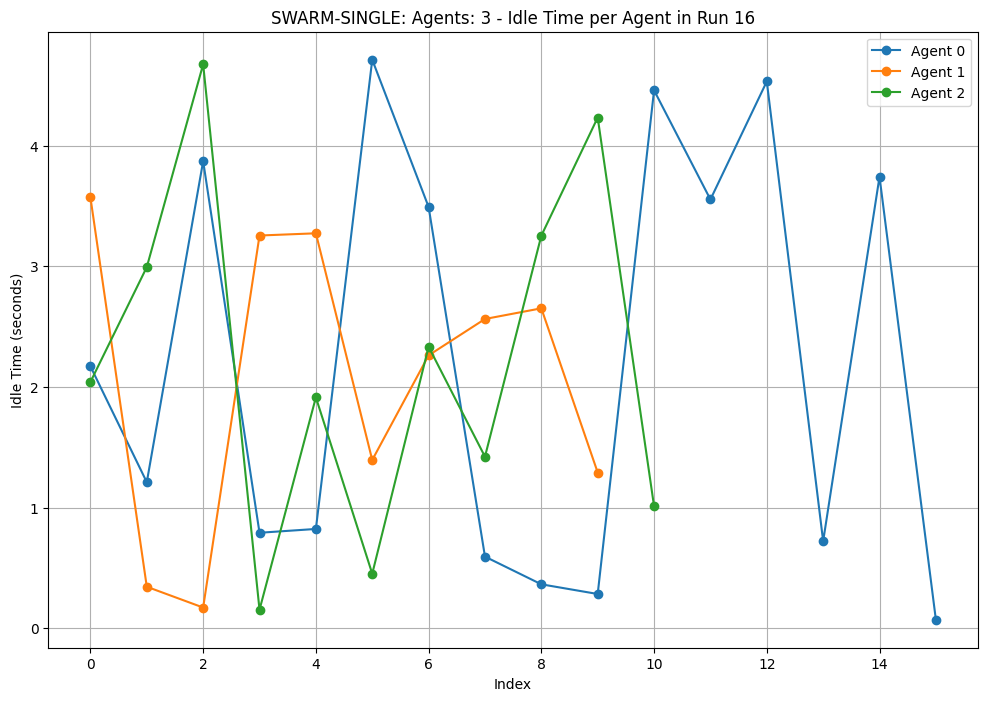 SWARM-SINGLE: Agents: 3 - Idle Time per Agent in Run 16
Agent 0
Agent 1
Agent 2
Idle Time (seconds)
4
3
2
1
0
0 2 4 6 8 10 12 14
Index